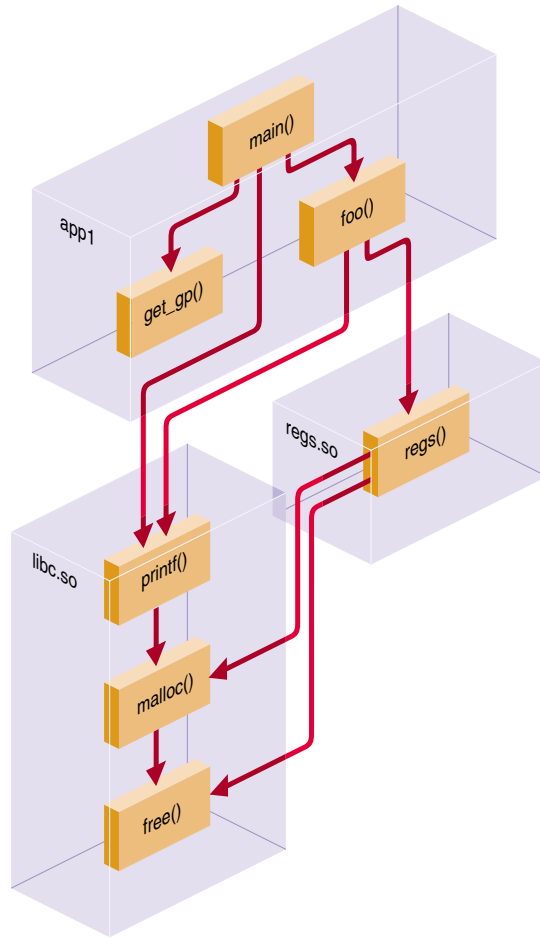 main()
foo()
app1
get_gp()
regs.so
regs()
libc.so
printf()
malloc()
free()